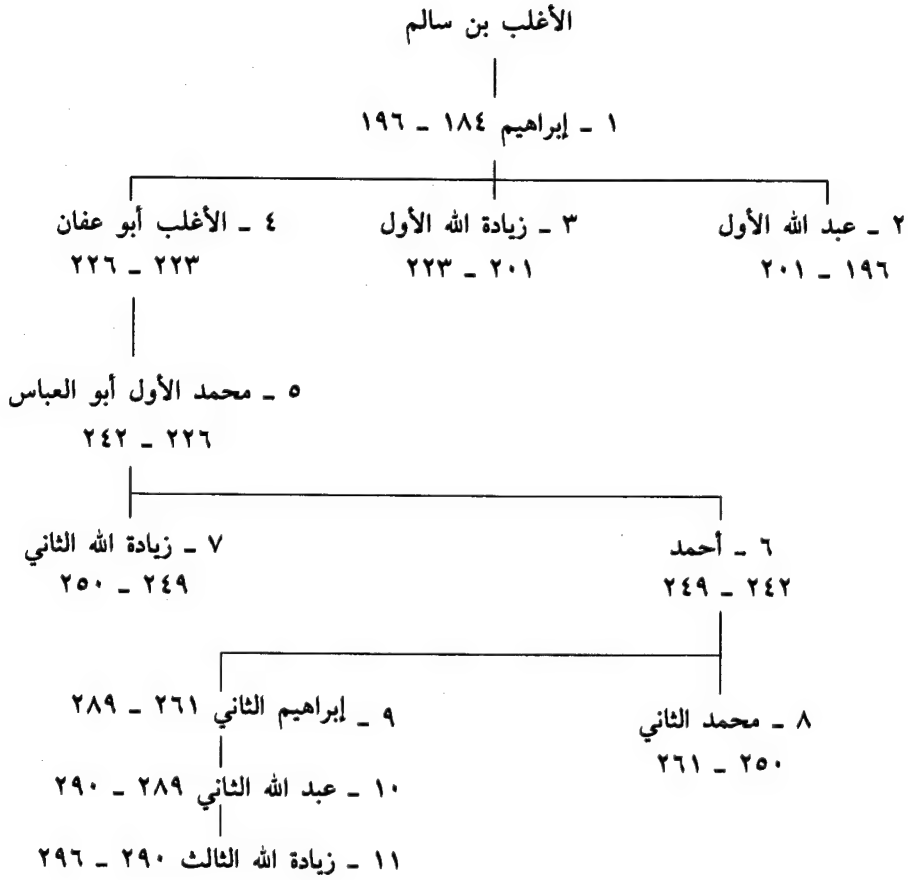 الأغلب بن سالم
١ ـ إبراهيم ١٨٤ ـ ١٩٦
٢ ـ عبد الله الأول
١٩٦ ـ ٢٠١
٣ ـ زيادة الله الأول
٢٠١ ـ ٢٢٣
٤ ـ الأغلب أبو عفان
٢٢٣ ـ ٢٢٦
٥ ـ محمد الأول أبو العباس
٢٢٦ ـ ٢٤٢
٦ ـ أحمد
٢٤٢ ـ ٢٤٩
٧ ـ زيادة الله الثاني
٢٤٩ ـ ٢٥٠
٨ ـ محمد الثاني
٢٥٠ ـ ٢٦١
٩ ـ إبراهيم الثاني ٢٦١ ـ ٢٨٩
١٠ ـ عبد الله الثاني ٢٨٩ ـ ٢٩٠
١١ ـ زيادة الله الثالث ٢٩٠ ـ ٢٩٦